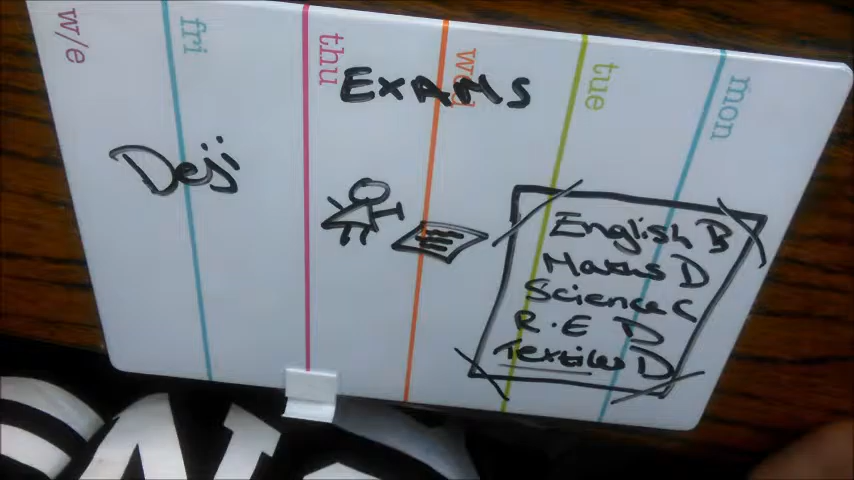 mon
tue
wed
thu
fri
w/e
Exams
English B
Maths D
Science C
R.E D
Textiles D
Deji